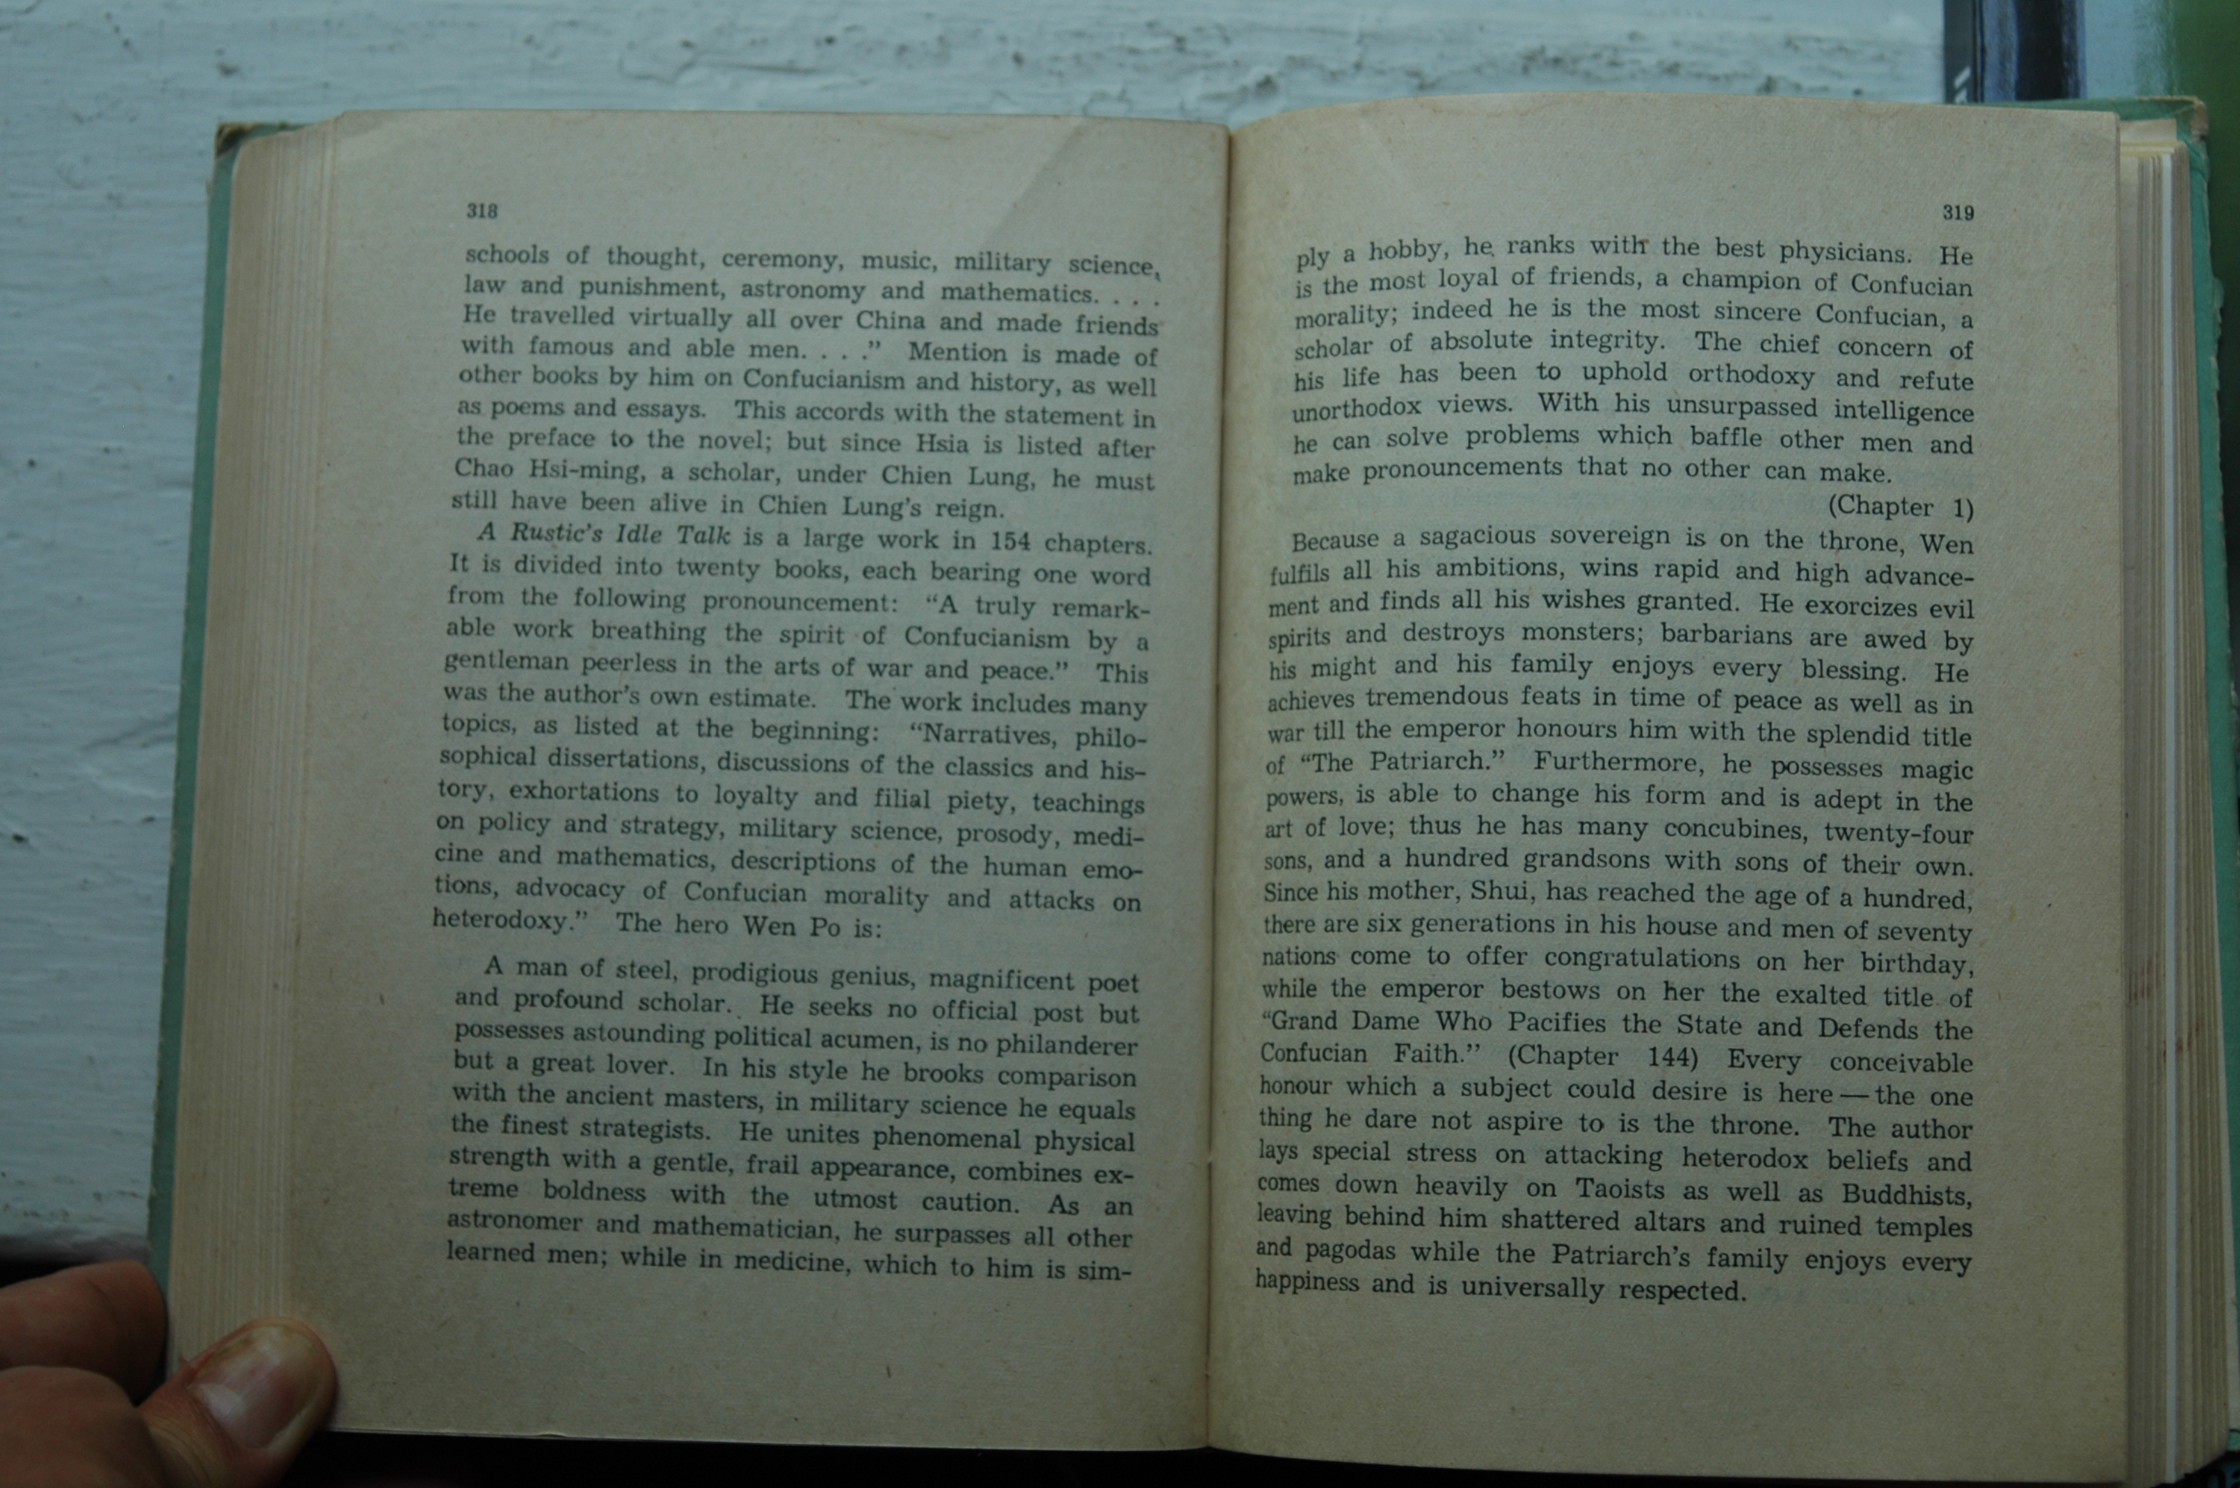 318
schools of thought, ceremony, music, military science,
law and punishment, astronomy and mathematics. . . .
He travelled virtually all over China and made friends
with famous and able men. . . .” Mention is made of
other books by him on Confucianism and history, as well
as poems and essays. This accords with the statement in
the preface to the novel; but since Hsia is listed after
Chao Hsi-ming, a scholar, under Chien Lung, he must
still have been alive in Chien Lung’s reign.
A Rustic’s Idle Talk is a large work in 154 chapters.
It is divided into twenty books, each bearing one word
from the following pronouncement: “A truly remark-
able work breathing the spirit of Confucianism by a
gentleman peerless in the arts of war and peace.” This
was the author’s own estimate. The work includes many
topics, as listed at the beginning: “Narratives, philo-
sophical dissertations, discussions of the classics and his-
tory, exhortations to loyalty and filial piety, teachings
on policy and strategy, military science, prosody, medi-
cine and mathematics, descriptions of the human emo-
tions, advocacy of Confucian morality and attacks on
heterodoxy.” The hero Wen Po is:
A man of steel, prodigious genius, magnificent poet
and profound scholar. He seeks no official post but
possesses astounding political acumen, is no philanderer
but a great lover. In his style he brooks comparison
with the ancient masters, in military science he equals
the finest strategists. He unites phenomenal physical
strength with a gentle, frail appearance, combines ex-
treme boldness with the utmost caution. As an
astronomer and mathematician, he surpasses all other
learned men; while in medicine, which to him is sim-
319
ply a hobby, he ranks with the best physicians. He
is the most loyal of friends, a champion of Confucian
morality; indeed he is the most sincere Confucian, a
scholar of absolute integrity. The chief concern of
his life has been to uphold orthodoxy and refute
unorthodox views. With his unsurpassed intelligence
he can solve problems which baffle other men and
make pronouncements that no other can make.
(Chapter 1)
Because a sagacious sovereign is on the throne, Wen
fulfils all his ambitions, wins rapid and high advance-
ment and finds all his wishes granted. He exorcizes evil
spirits and destroys monsters; barbarians are awed by
his might and his family enjoys every blessing. He
achieves tremendous feats in time of peace as well as in
war till the emperor honours him with the splendid title
of “The Patriarch.” Furthermore, he possesses magic
powers, is able to change his form and is adept in the
art of love; thus he has many concubines, twenty-four
sons, and a hundred grandsons with sons of their own.
Since his mother, Shui, has reached the age of a hundred,
there are six generations in his house and men of seventy
nations come to offer congratulations on her birthday,
while the emperor bestows on her the exalted title of
“Grand Dame Who Pacifies the State and Defends the
Confucian Faith.” (Chapter 144) Every conceivable
honour which a subject could desire is here — the one
thing he dare not aspire to is the throne. The author
lays special stress on attacking heterodox beliefs and
comes down heavily on Taoists as well as Buddhists,
leaving behind him shattered altars and ruined temples
and pagodas while the Patriarch’s family enjoys every
happiness and is universally respected.